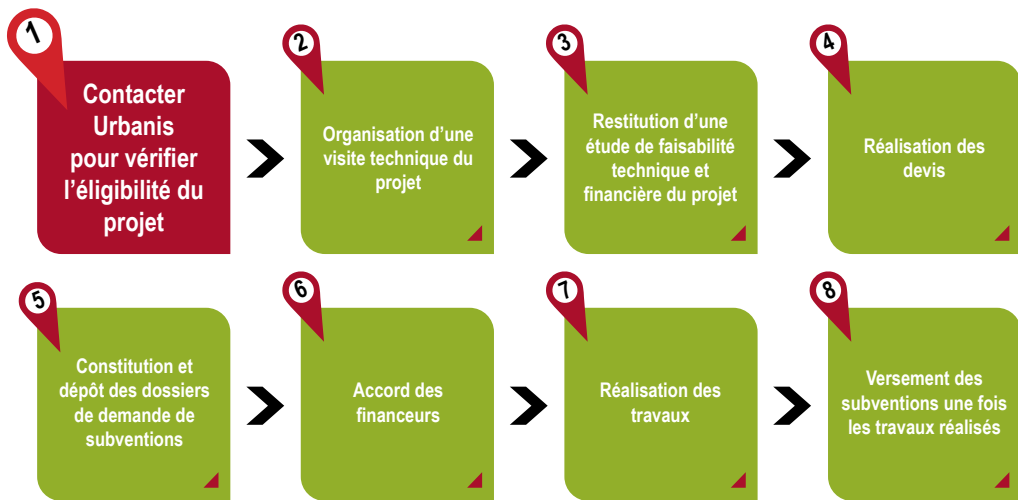 1
Contacter
Urbanis
pour vérifier
l'éligibilité du
projet
2
Organisation d'une
visite technique du
projet
3
Restitution d'une
étude de faisabilité
technique et
financière du projet
4
Réalisation des
devis
5
Constitution et
dépôt des dossiers
de demande de
subventions
6
Accord des
financeurs
7
Réalisation des
travaux
8
Versement des
subventions une fois
les travaux réalisés